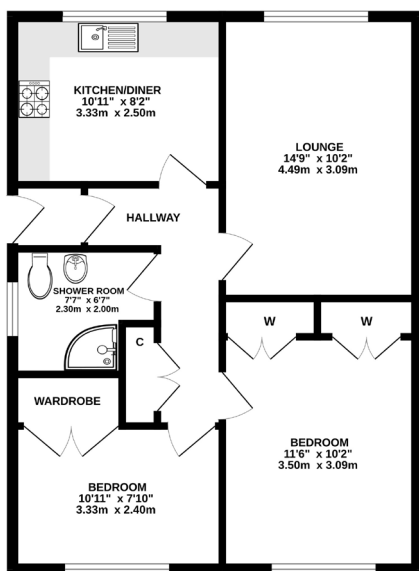 KITCHEN/DINER
10'11" x 8'2"
3.33m x 2.50m
LOUNGE
14'9" x 10'2"
4.49m x 3.09m
HALLWAY
SHOWER ROOM
7'7" x 6'7"
2.30m x 2.00m
W
W
C
WARDROBE
BEDROOM
11'6" x 10'2"
3.50m x 3.09m
BEDROOM
10'11" x 7'10"
3.33m x 2.40m